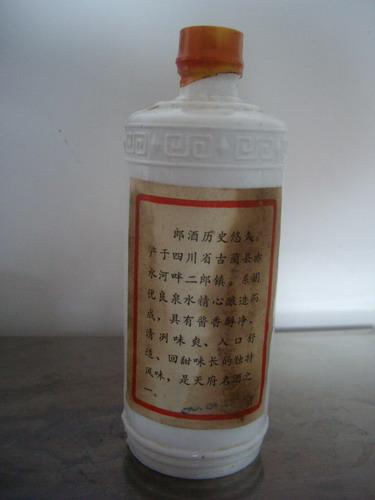 郎酒历史悠久。
产于四川省古蔺县赤
水河畔二郎镇。系用
优良泉水精心酿造而
成，具有酱香醇净、
清洌味爽、入口舒
适、回甜味长的独特
风味，是天府名酒之
一。